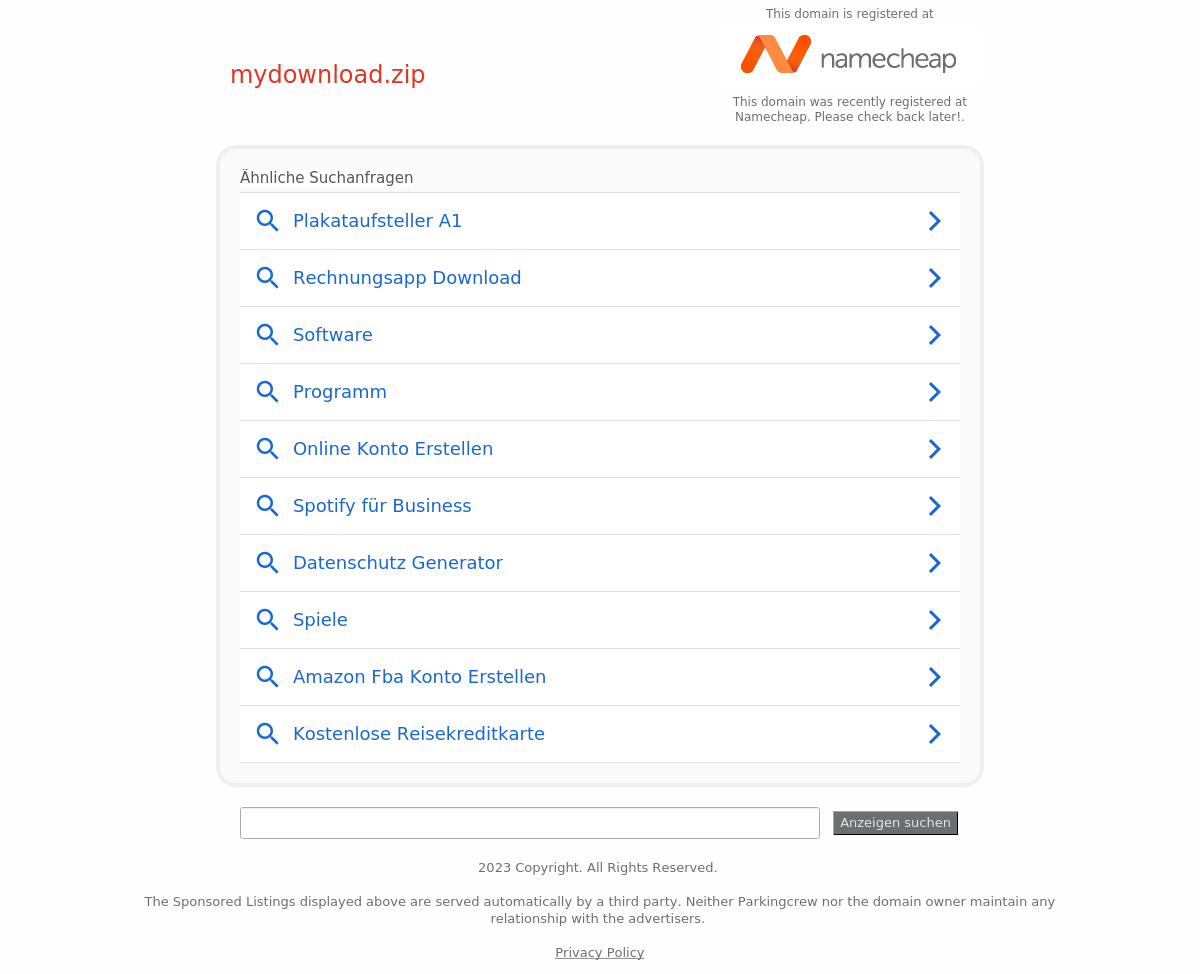 This domain is registered at
namecheap
mydownload.zip
This domain was recently registered at
Namecheap. Please check back later!.
Ähnliche Suchanfragen
Plakataufsteller A1
Rechnungsapp Download
Software
Programm
Online Konto Erstellen
Spotify für Business
Datenschutz Generator
Spiele
Amazon Fba Konto Erstellen
Kostenlose Reisekreditkarte
Anzeigen suchen
2023 Copyright. All Rights Reserved.
The Sponsored Listings displayed above are served automatically by a third party. Neither Parkingcrew nor the domain owner maintain any
relationship with the advertisers.
Privacy Policy